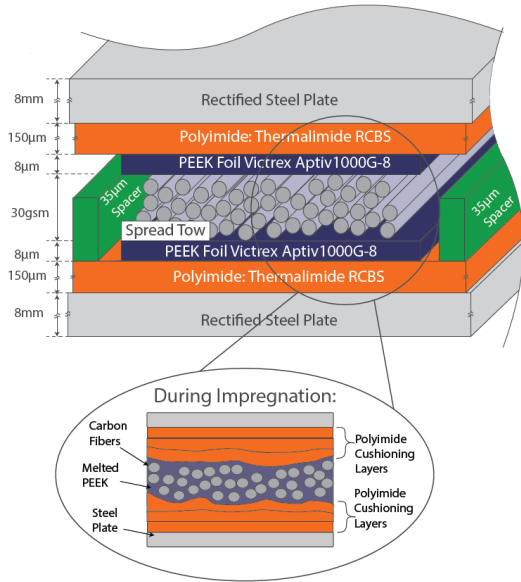 8mm
Rectified Steel Plate
150µm
Polyimide: Thermalimide RCBS
8µm
PEEK Foil Victrex Aptiv1000G-8
30gsm
35µm
Spacer
35µm
Spacer
Spread Tow
8µm
PEEK Foil Victrex Aptiv1000G-8
150µm
Polyimide: Thermalimide RCBS
8mm
Rectified Steel Plate
During Impregnation:
Carbon
Fibers
Melted
PEEK
Steel
Plate
Polyimide
Cushioning
Layers
Polyimide
Cushioning
Layers